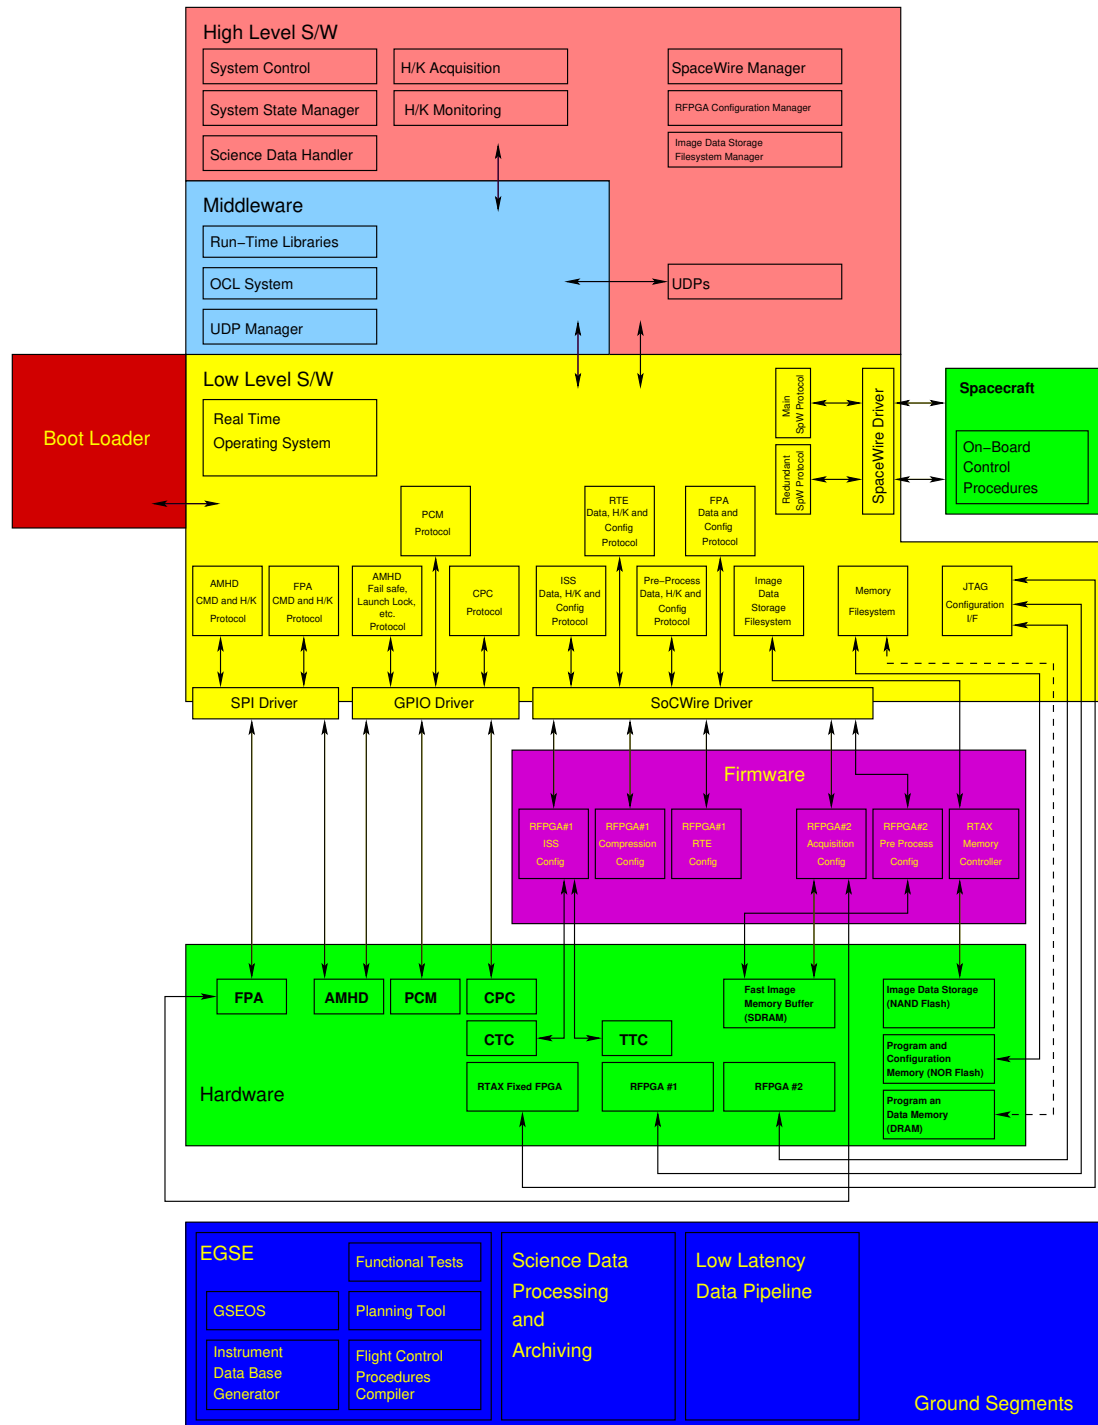 High Level S/W
System Control
H/K Acquisition
SpaceWire Manager
System State Manager
H/K Monitoring
RFPGA Configuration Manager
Science Data Handler
Image Data Storage
Filesystem Manager
Middleware
Run-Time Libraries
OCL System
UDPs
UDP Manager
Boot Loader
Low Level S/W
Real Time
Operating System
Main
SpW Protocol
Redundant
SpW Protocol
SpaceWire Driver
Spacecraft
On-Board
Control
Procedures
PCM
Protocol
RTE
Data, H/K and
Config
Protocol
FPA
Data and
Config
Protocol
AMHD
CMD and H/K
Protocol
FPA
CMD and H/K
Protocol
AMHD
Fail safe,
Launch Lock,
etc.
Protocol
CPC
Protocol
ISS
Data, H/K and
Config
Protocol
Pre-Process
Data, H/K and
Config
Protocol
Image
Data
Storage
Filesystem
Memory
Filesystem
JTAG
Configuration
I/F
SPI Driver
GPIO Driver
SoCWire Driver
Firmware
RFPGA#1
ISS
Config
RFPGA#1
Compression
Config
RFPGA#1
RTE
Config
RFPGA#2
Acquisition
Config
RFPGA#2
Pre Process
Config
RTAX
Memory
Controller
FPA
AMHD
PCM
CPC
Fast Image
Memory Buffer
(SDRAM)
Image Data Storage
(NAND Flash)
CTC
TTC
Program and
Configuration
Memory (NOR Flash)
Hardware
RTAX Fixed FPGA
RFPGA #1
RFPGA #2
Program an
Data Memory
(DRAM)
EGSE
Functional Tests
GSEOS
Planning Tool
Instrument
Data Base
Generator
Flight Control
Procedures
Compiler
Science Data
Processing
and
Archiving
Low Latency
Data Pipeline
Ground Segments